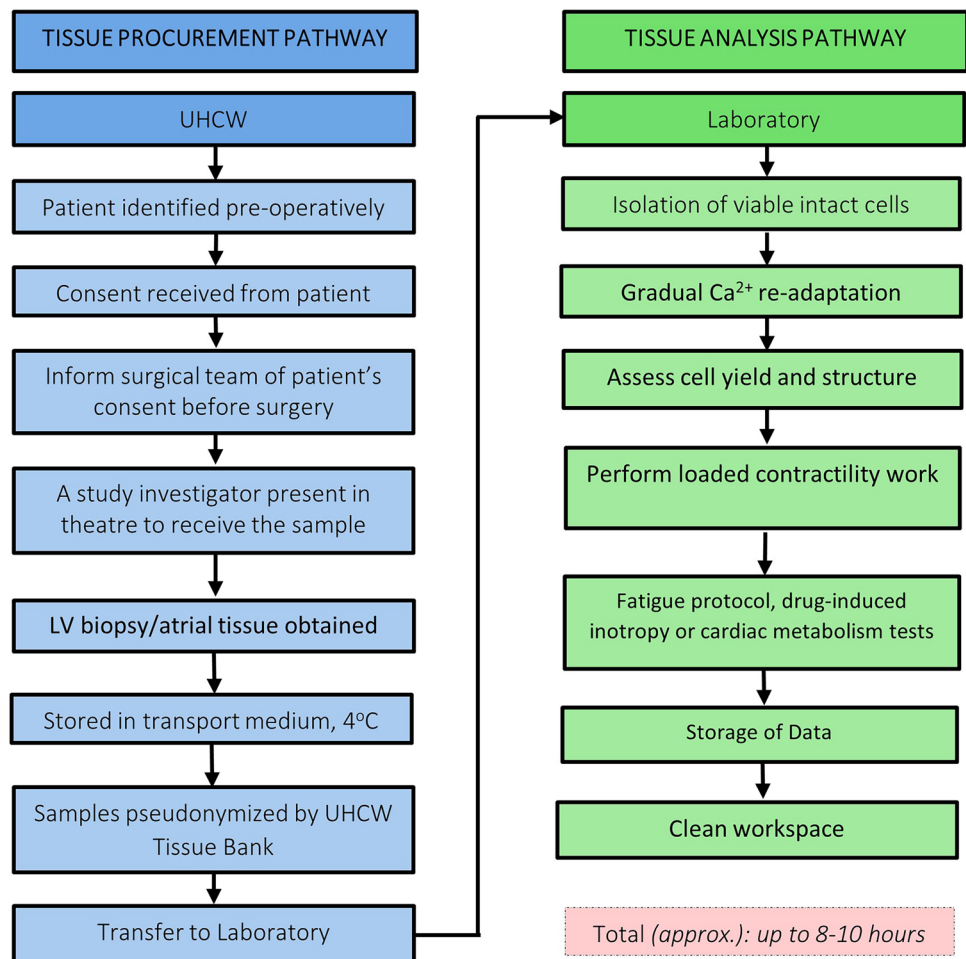 TISSUE PROCUREMENT PATHWAY
UHCW
Patient identified pre-operatively
Consent received from patient
Inform surgical team of patient’s
consent before surgery
A study investigator present in
theatre to receive the sample
LV biopsy/atrial tissue obtained
Stored in transport medium, 4°C
Samples pseudonymized by UHCW
Tissue Bank
Transfer to Laboratory
TISSUE ANALYSIS PATHWAY
Laboratory
Isolation of viable intact cells
Gradual Ca²⁺ re-adaptation
Assess cell yield and structure
Perform loaded contractility work
Fatigue protocol, drug-induced
inotropy or cardiac metabolism tests
Storage of Data
Clean workspace
Total (approx.): up to 8-10 hours